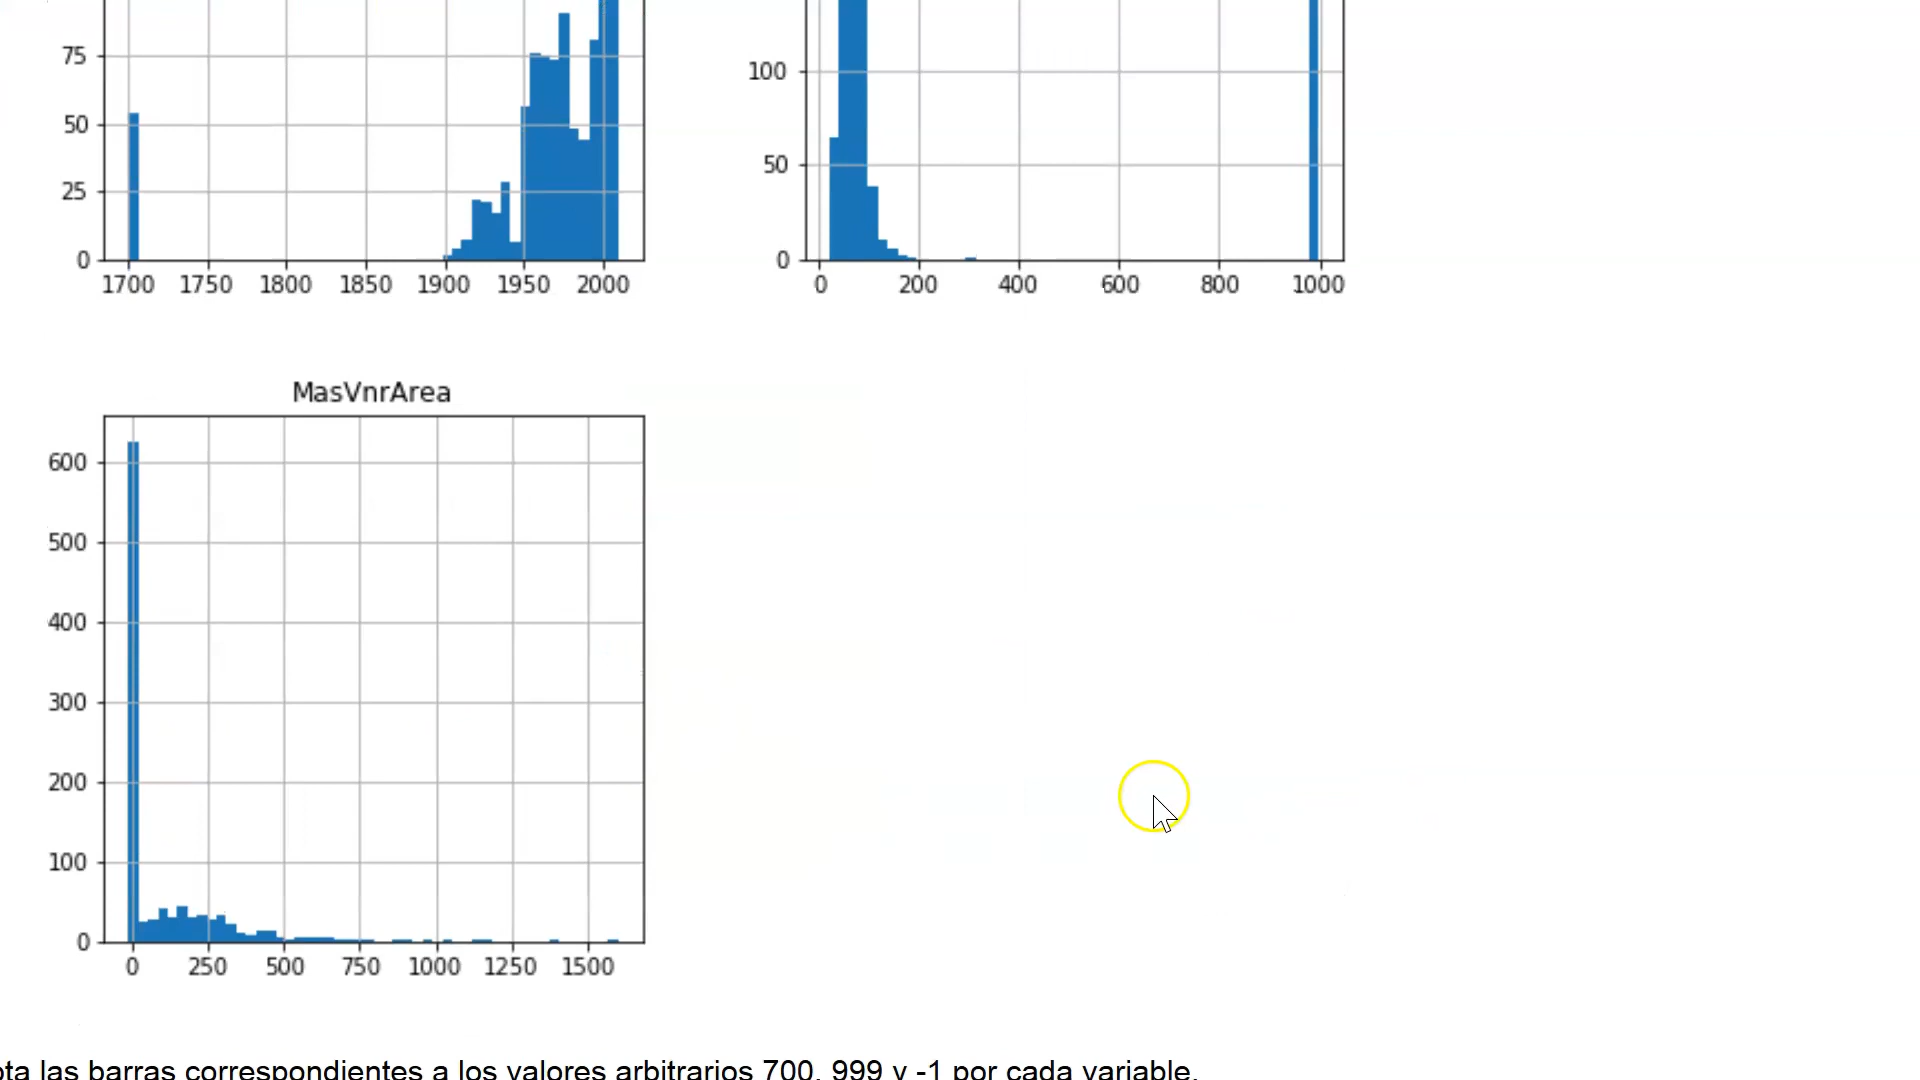 75
50
25
0
1700 1750 1800 1850 1900 1950 2000
100
50
0
0 200 400 600 800 1000
MasVnrArea
600
500
400
300
200
100
0
0 250 500 750 1000 1250 1500
las barras correspondientes a los valores arbitrarios 700, 999 y -1 por cada variable.